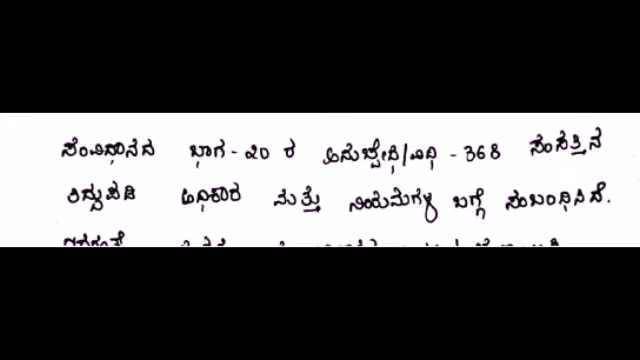 ಸಂವಿಧಾನದ ಭಾಗ - ೨೦ ರ ಅನುಚ್ಛೇದ/ವಿಧಿ - 368 ಸಂಸತ್ತಿನ
ತಿದ್ದುಪಡಿ ಅಧಿಕಾರ ಮತ್ತು ನಿಯಮಗಳ ಬಗ್ಗೆ ಸಂಬಂಧಿಸಿದೆ.